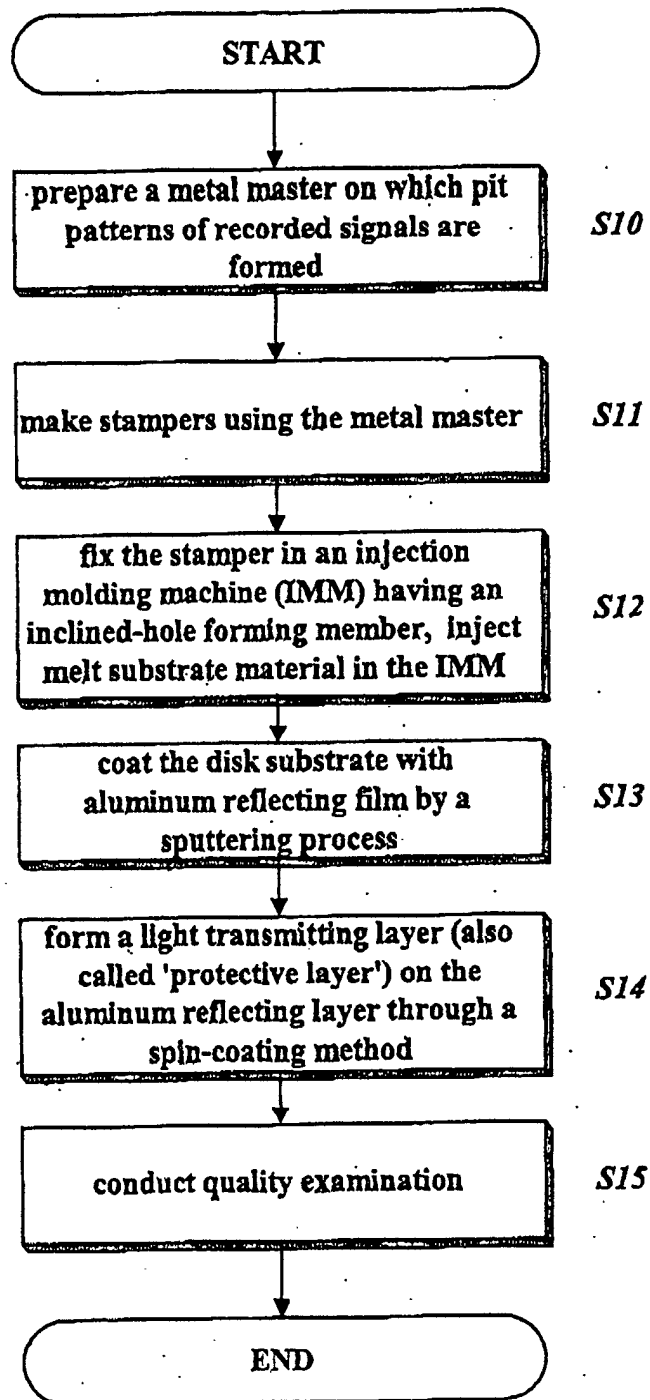 START
prepare a metal master on which pit
patterns of recorded signals are
formed
S10
make stampers using the metal master
S11
fix the stamper in an injection
molding machine (IMM) having an
inclined-hole forming member, inject
melt substrate material in the IMM
S12
coat the disk substrate with
aluminum reflecting film by a
sputtering process
S13
form a light transmitting layer (also
called 'protective layer') on the
aluminum reflecting layer through a
spin-coating method
S14
conduct quality examination
S15
END